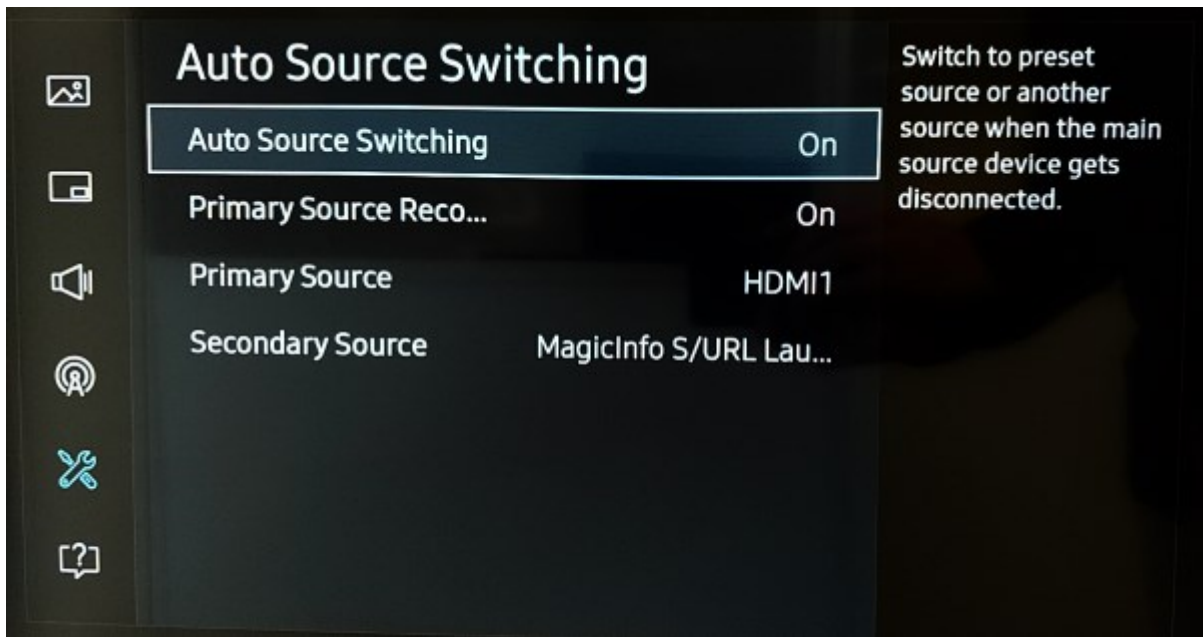 Auto Source Switching
Auto Source Switching On
Primary Source Reco... On
Primary Source HDMI1
Secondary Source MagicInfo S/URL Lau...
Switch to preset
source or another
source when the main
source device gets
disconnected.